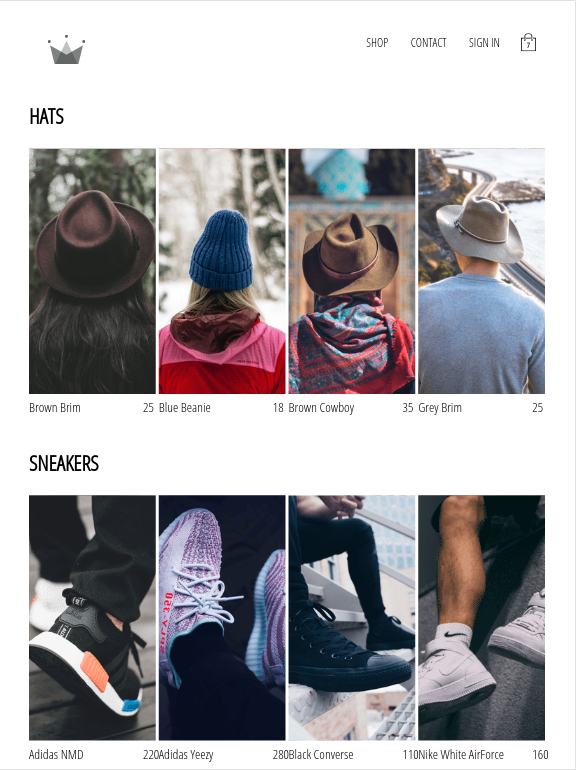 SHOP CONTACT SIGN IN 7
HATS
Brown Brim 25 Blue Beanie 18 Brown Cowboy 35 Grey Brim 25
SNEAKERS
Adidas NMD 220 Adidas Yeezy 280 Black Converse 110 Nike White AirForce 160